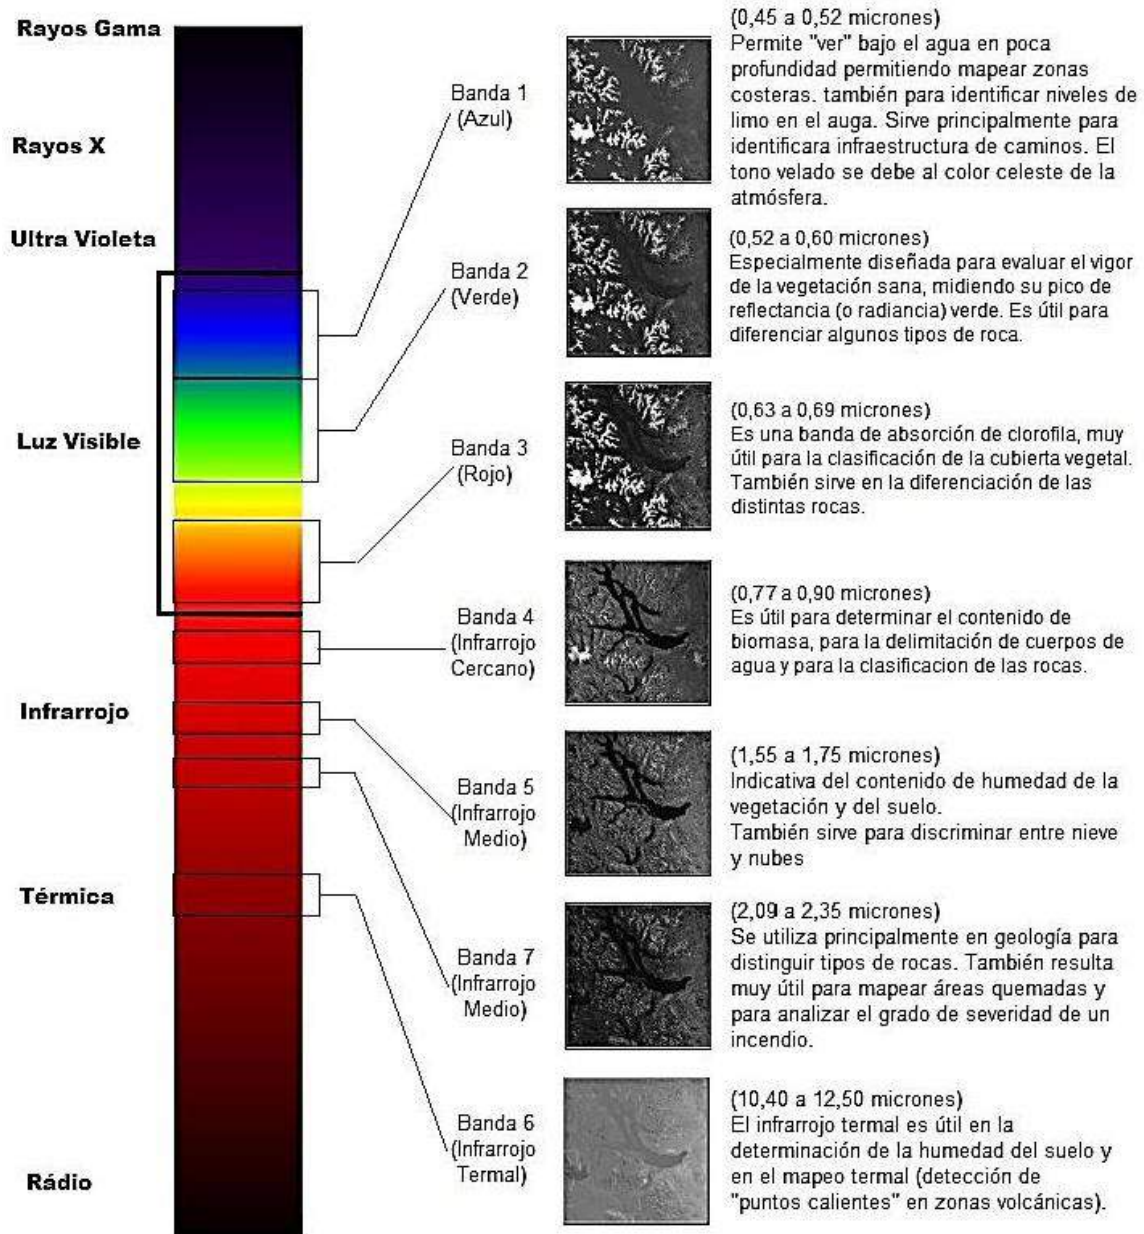 Rayos Gama
Rayos X
Ultra Violeta
Luz Visible
Infrarrojo
Térmica
Rádio
Banda 1
(Azul)
(0,45 a 0,52 micrones)
Permite "ver" bajo el agua en poca
profundidad permitiendo mapear zonas
costeras. también para identificar niveles de
limo en el auga. Sirve principalmente para
identificara infraestructura de caminos. El
tono velado se debe al color celeste de la
atmósfera.
Banda 2
(Verde)
(0,52 a 0,60 micrones)
Especialmente diseñada para evaluar el vigor
de la vegetación sana, midiendo su pico de
reflectancia (o radiancia) verde. Es útil para
diferenciar algunos tipos de roca.
Banda 3
(Rojo)
(0,63 a 0,69 micrones)
Es una banda de absorción de clorofila, muy
útil para la clasificación de la cubierta vegetal.
También sirve en la diferenciación de las
distintas rocas.
Banda 4
(Infrarrojo
Cercano)
(0,77 a 0,90 micrones)
Es útil para determinar el contenido de
biomasa, para la delimitación de cuerpos de
agua y para la clasificacion de las rocas.
Banda 5
(Infrarrojo
Medio)
(1,55 a 1,75 micrones)
Indicativa del contenido de humedad de la
vegetación y del suelo.
También sirve para discriminar entre nieve
y nubes
Banda 7
(Infrarrojo
Medio)
(2,09 a 2,35 micrones)
Se utiliza principalmente en geología para
distinguir tipos de rocas. También resulta
muy útil para mapear áreas quemadas y
para analizar el grado de severidad de un
incendio.
Banda 6
(Infrarrojo
Termal)
(10,40 a 12,50 micrones)
El infrarrojo termal es útil en la
determinación de la humedad del suelo y
en el mapeo termal (detección de
"puntos calientes" en zonas volcánicas).